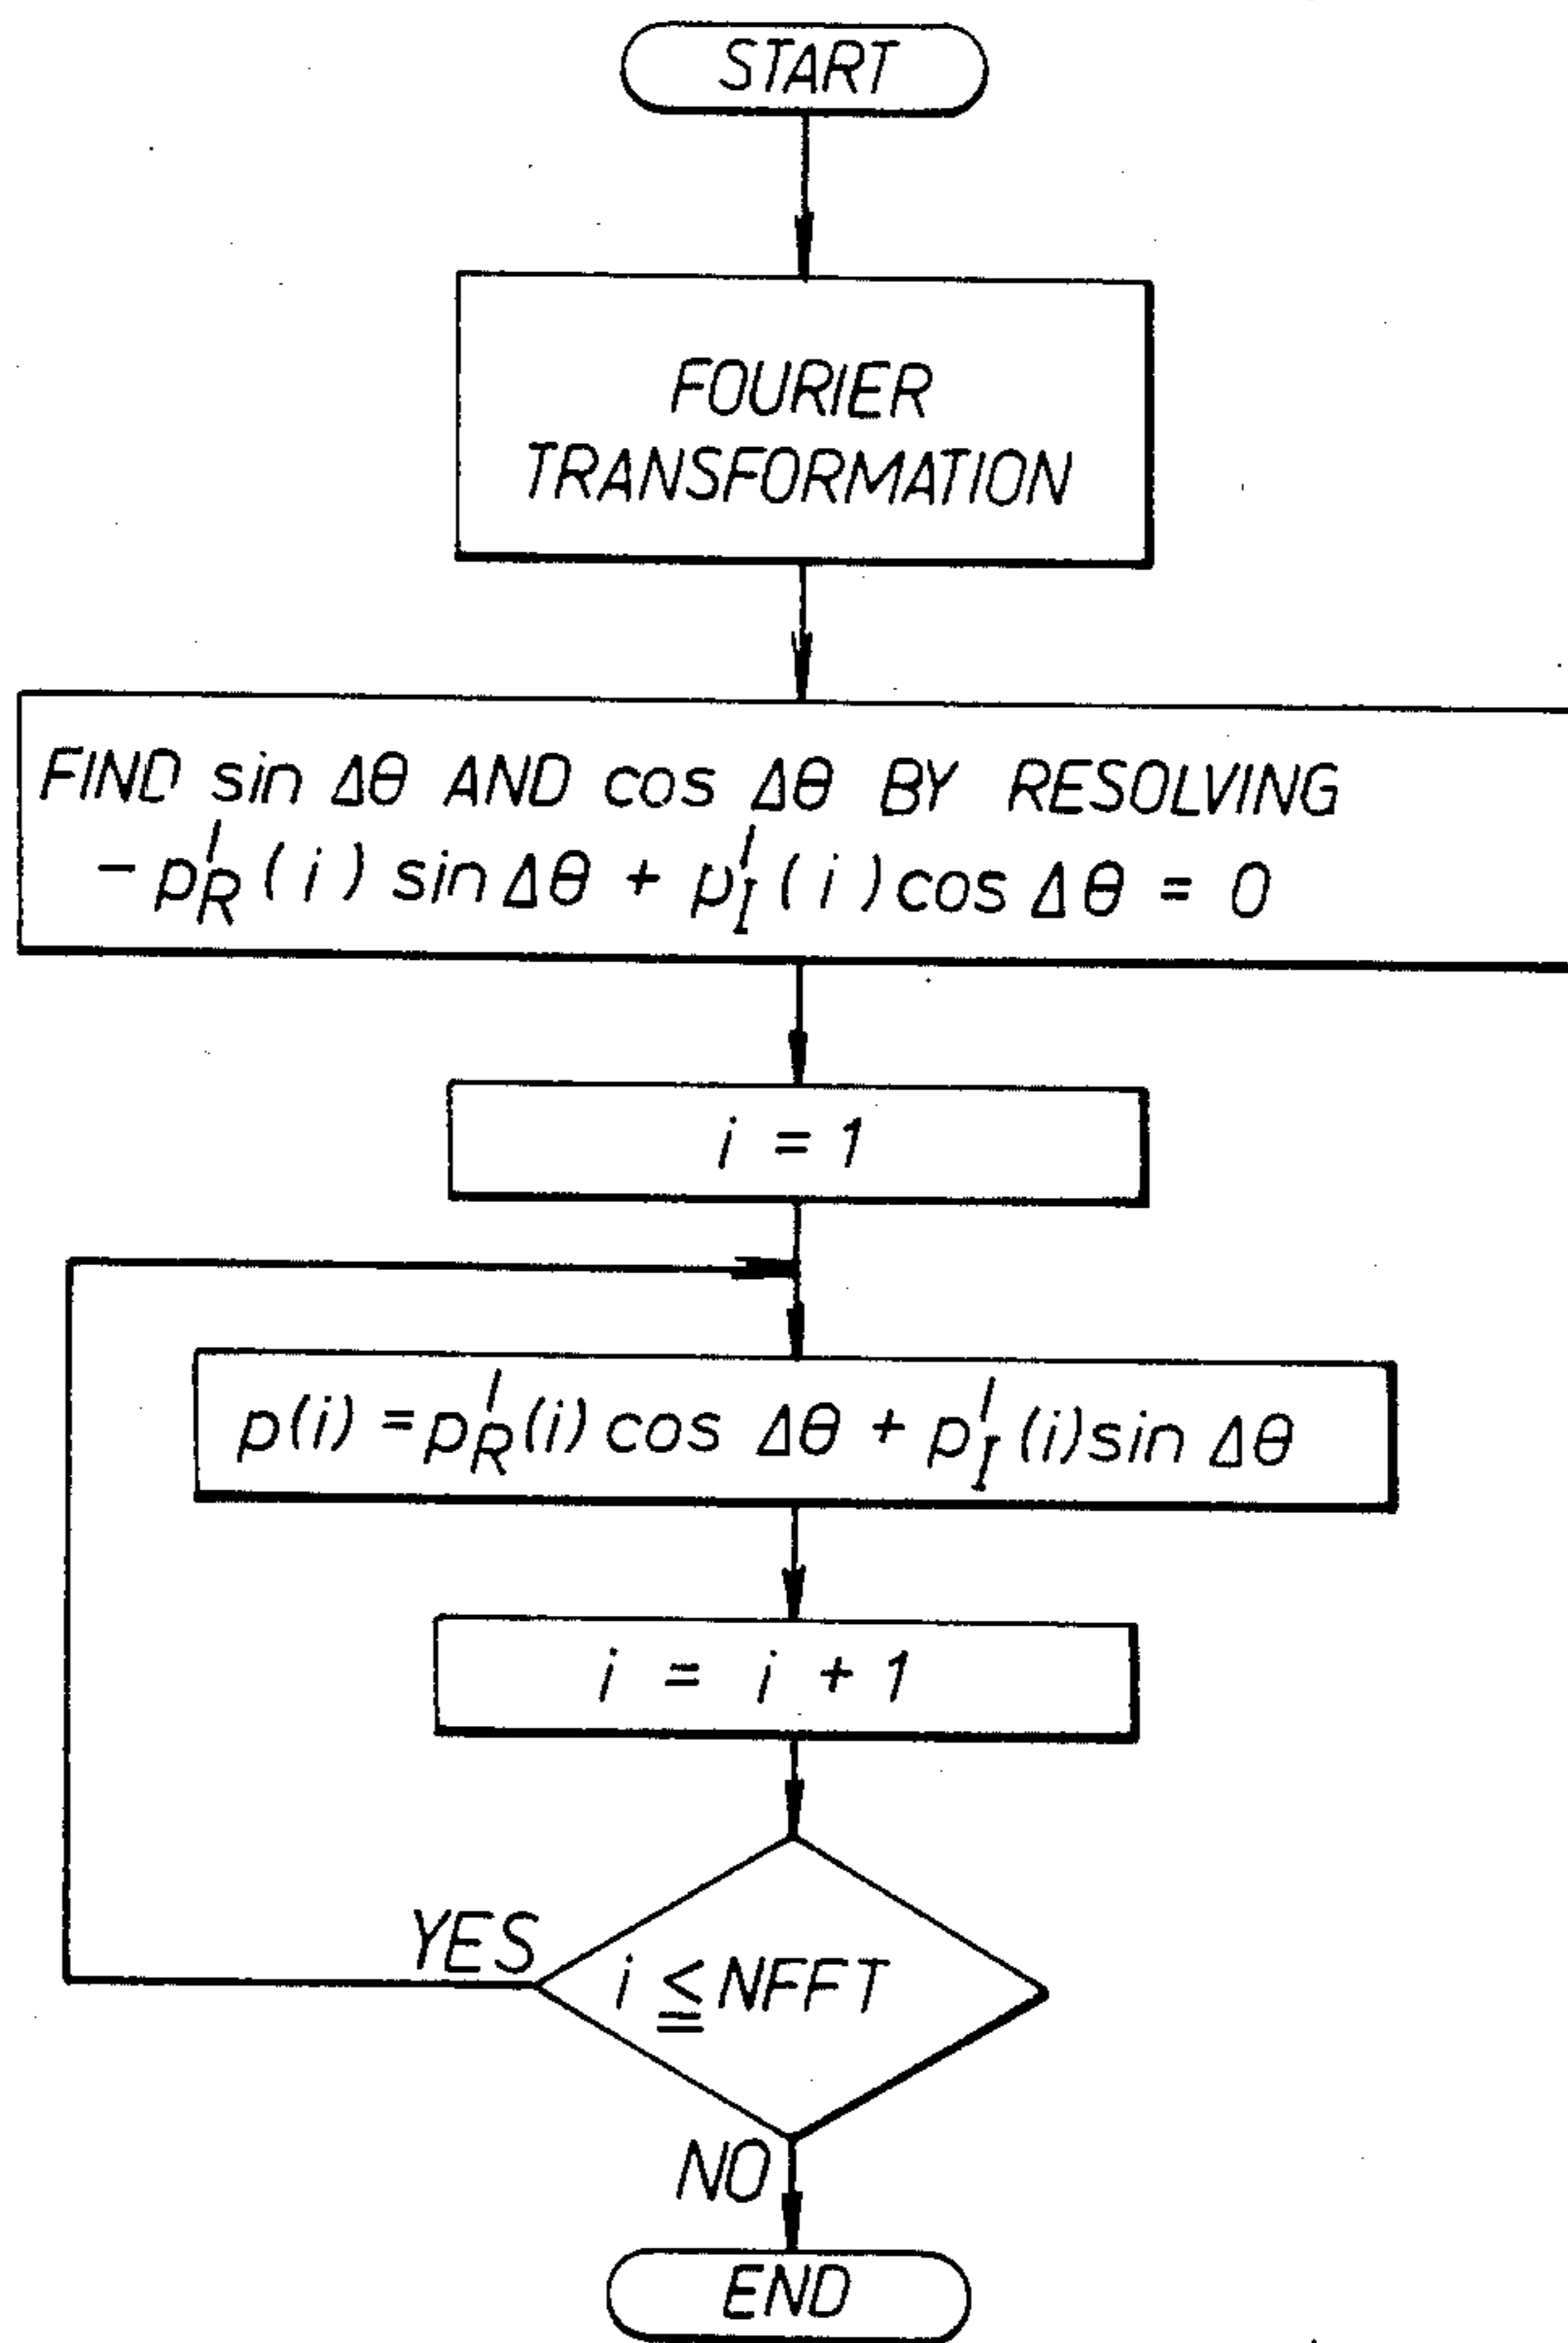 START
FOURIER
TRANSFORMATION
FIND sin Δθ AND cos Δθ BY RESOLVING
- p'R (i) sin Δθ + p'I (i) cos Δθ = 0
i = 1
p(i) = p'R (i) cos Δθ + p'I (i) sin Δθ
i = i + 1
YES
i ≦ NFFT
NO
END